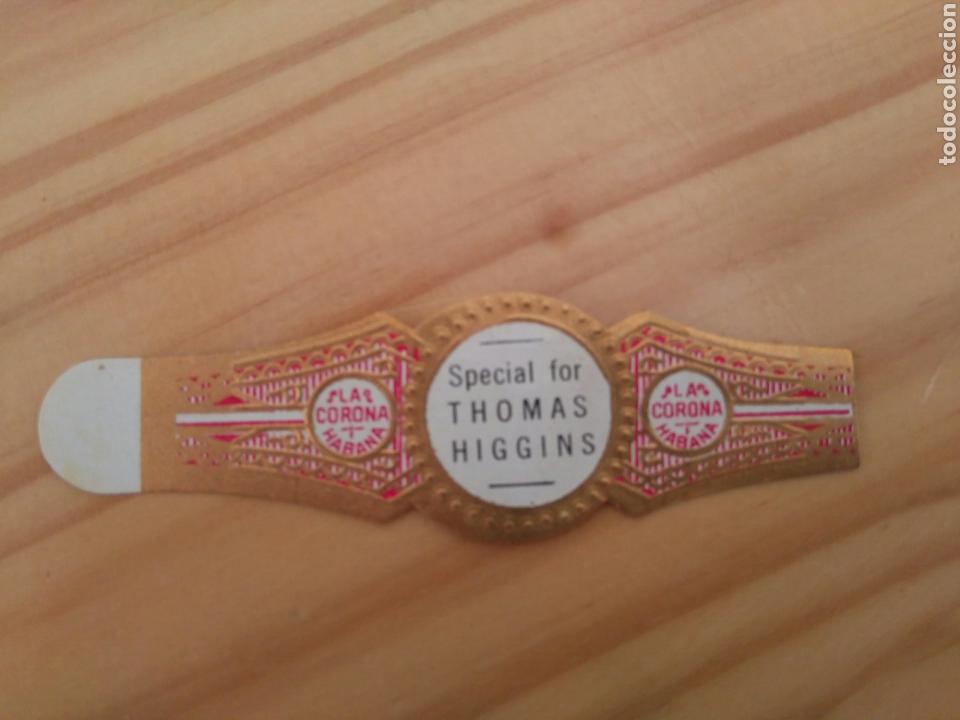 LA
CORONA
HABANA
Special for
THOMAS
HIGGINS
LA
CORONA
HABANA
todocoleccion